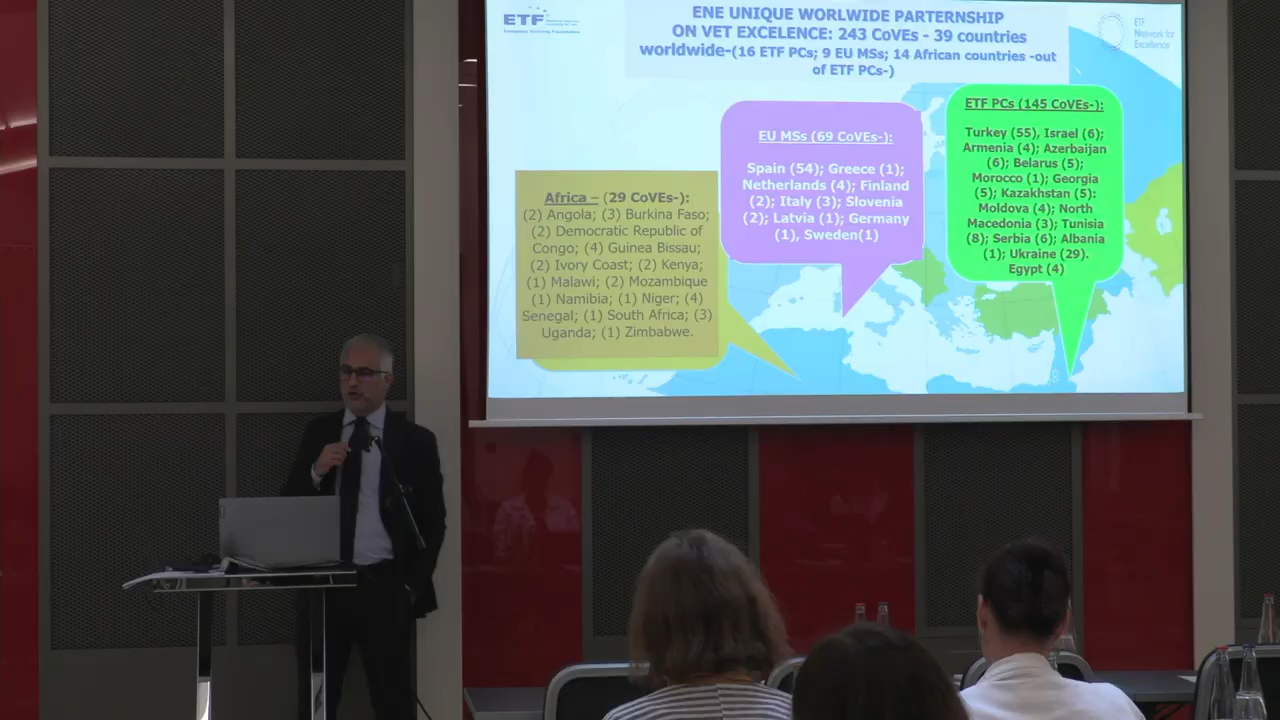 ETF
European Training Foundation
ENE UNIQUE WORLWIDE PARTERNSHIP
ON VET EXCELENCE: 243 CoVEs - 39 countries
worldwide-(16 ETF PCs; 9 EU MSs; 14 African countries -out
of ETF PCs-)
ETF
Network for
Excellence
Africa – (29 CoVEs-):
(2) Angola; (3) Burkina Faso;
(2) Democratic Republic of
Congo; (4) Guinea Bissau;
(2) Ivory Coast; (2) Kenya;
(1) Malawi; (2) Mozambique
(1) Namibia; (1) Niger; (4)
Senegal; (1) South Africa; (3)
Uganda; (1) Zimbabwe.
EU MSs (69 CoVEs-):
Spain (54); Greece (1);
Netherlands (4); Finland
(2); Italy (3); Slovenia
(2); Latvia (1); Germany
(1), Sweden(1)
ETF PCs (145 CoVEs-):
Turkey (55), Israel (6);
Armenia (4); Azerbaijan
(6); Belarus (5);
Morocco (1); Georgia
(5); Kazakhstan (5):
Moldova (4); North
Macedonia (3); Tunisia
(8); Serbia (6); Albania
(1); Ukraine (29).
Egypt (4)